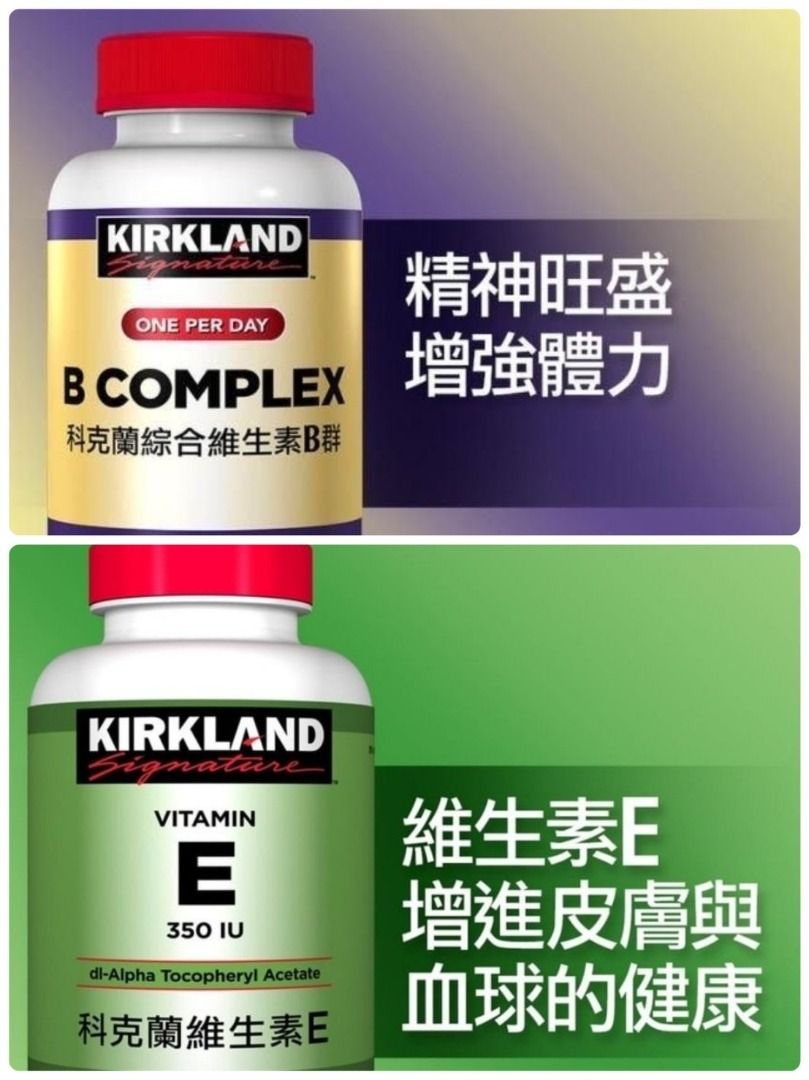 KIRKLAND
Signature
ONE PER DAY
B COMPLEX
科克蘭綜合維生素B群
精神旺盛
增強體力
KIRKLAND
Signature
VITAMIN
E
350 IU
dl-Alpha Tocopheryl Acetate
科克蘭維生素E
維生素E
增進皮膚與
血球的健康